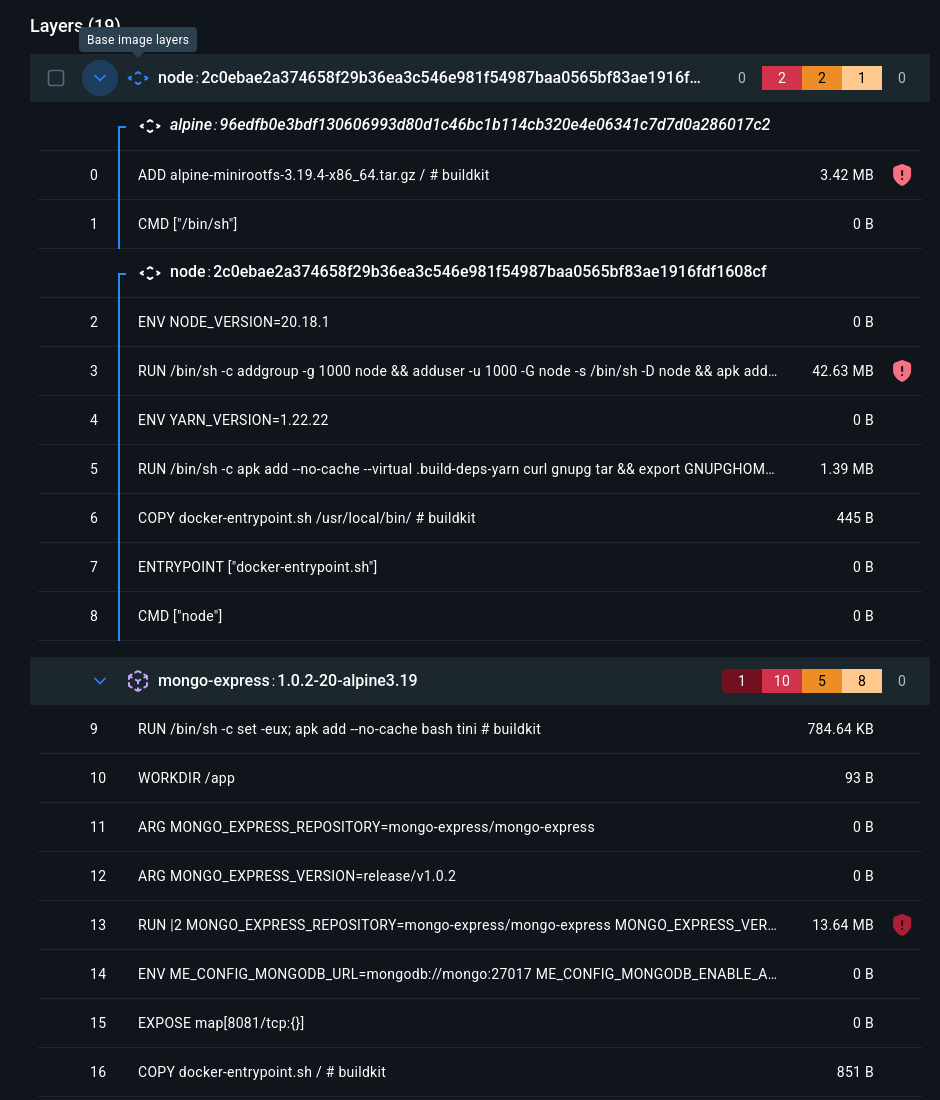 Layers (19)
Base image layers
node:2c0ebae2a374658f29b36ea3c546e981f54987baa0565bf83ae1916f… 0 2 2 1 0
alpine:96edfb0e3bdf130606993d80d1c46bc1b114cb320e4e06341c7d7d0a286017c2
0 ADD alpine-minirootfs-3.19.4-x86_64.tar.gz / # buildkit 3.42 MB
1 CMD ["/bin/sh"] 0 B
node:2c0ebae2a374658f29b36ea3c546e981f54987baa0565bf83ae1916fdf1608cf
2 ENV NODE_VERSION=20.18.1 0 B
3 RUN /bin/sh -c addgroup -g 1000 node && adduser -u 1000 -G node -s /bin/sh -D node && apk add… 42.63 MB
4 ENV YARN_VERSION=1.22.22 0 B
5 RUN /bin/sh -c apk add --no-cache --virtual .build-deps-yarn curl gnupg tar && export GNUPGHOM… 1.39 MB
6 COPY docker-entrypoint.sh /usr/local/bin/ # buildkit 445 B
7 ENTRYPOINT ["docker-entrypoint.sh"] 0 B
8 CMD ["node"] 0 B
mongo-express:1.0.2-20-alpine3.19 1 10 5 8 0
9 RUN /bin/sh -c set -eux; apk add --no-cache bash tini # buildkit 784.64 KB
10 WORKDIR /app 93 B
11 ARG MONGO_EXPRESS_REPOSITORY=mongo-express/mongo-express 0 B
12 ARG MONGO_EXPRESS_VERSION=release/v1.0.2 0 B
13 RUN |2 MONGO_EXPRESS_REPOSITORY=mongo-express/mongo-express MONGO_EXPRESS_VER… 13.64 MB
14 ENV ME_CONFIG_MONGODB_URL=mongodb://mongo:27017 ME_CONFIG_MONGODB_ENABLE_A… 0 B
15 EXPOSE map[8081/tcp:{}] 0 B
16 COPY docker-entrypoint.sh / # buildkit 851 B